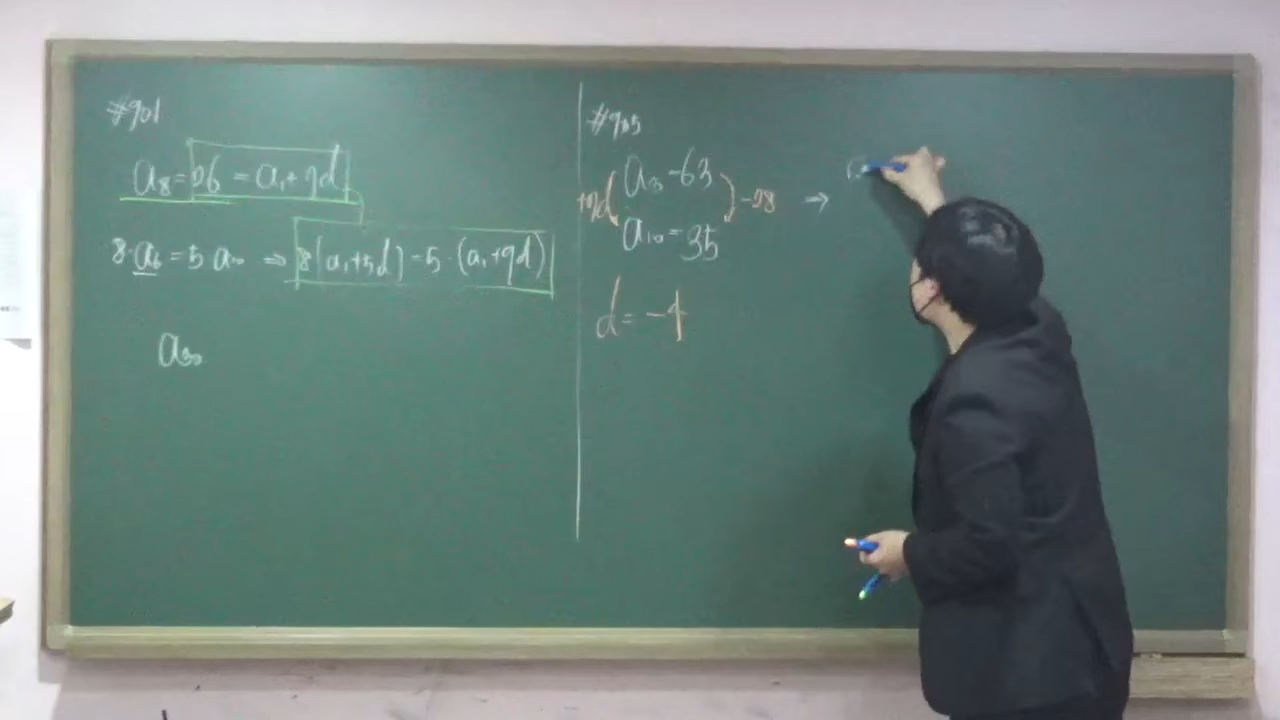 #901
a₈=26 = a₁+7d
8·a₆ = 5 a₁₀ ⇒ 8(a₁+5d)=5·(a₁+9d)
a₃₀
#905
a₃=63
+7d -28 ⇒
a₁₀=35
d=-4